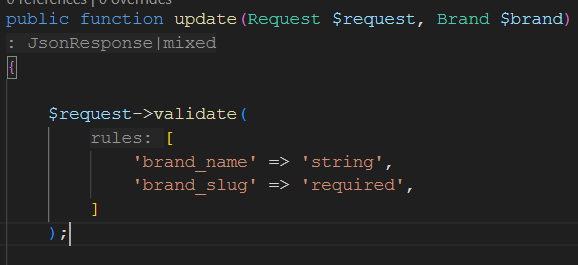 0 references | 0 overrides
public function update(Request $request, Brand $brand)
: JsonResponse|mixed
{
$request->validate(
rules: [
'brand_name' => 'string',
'brand_slug' => 'required',
]
);